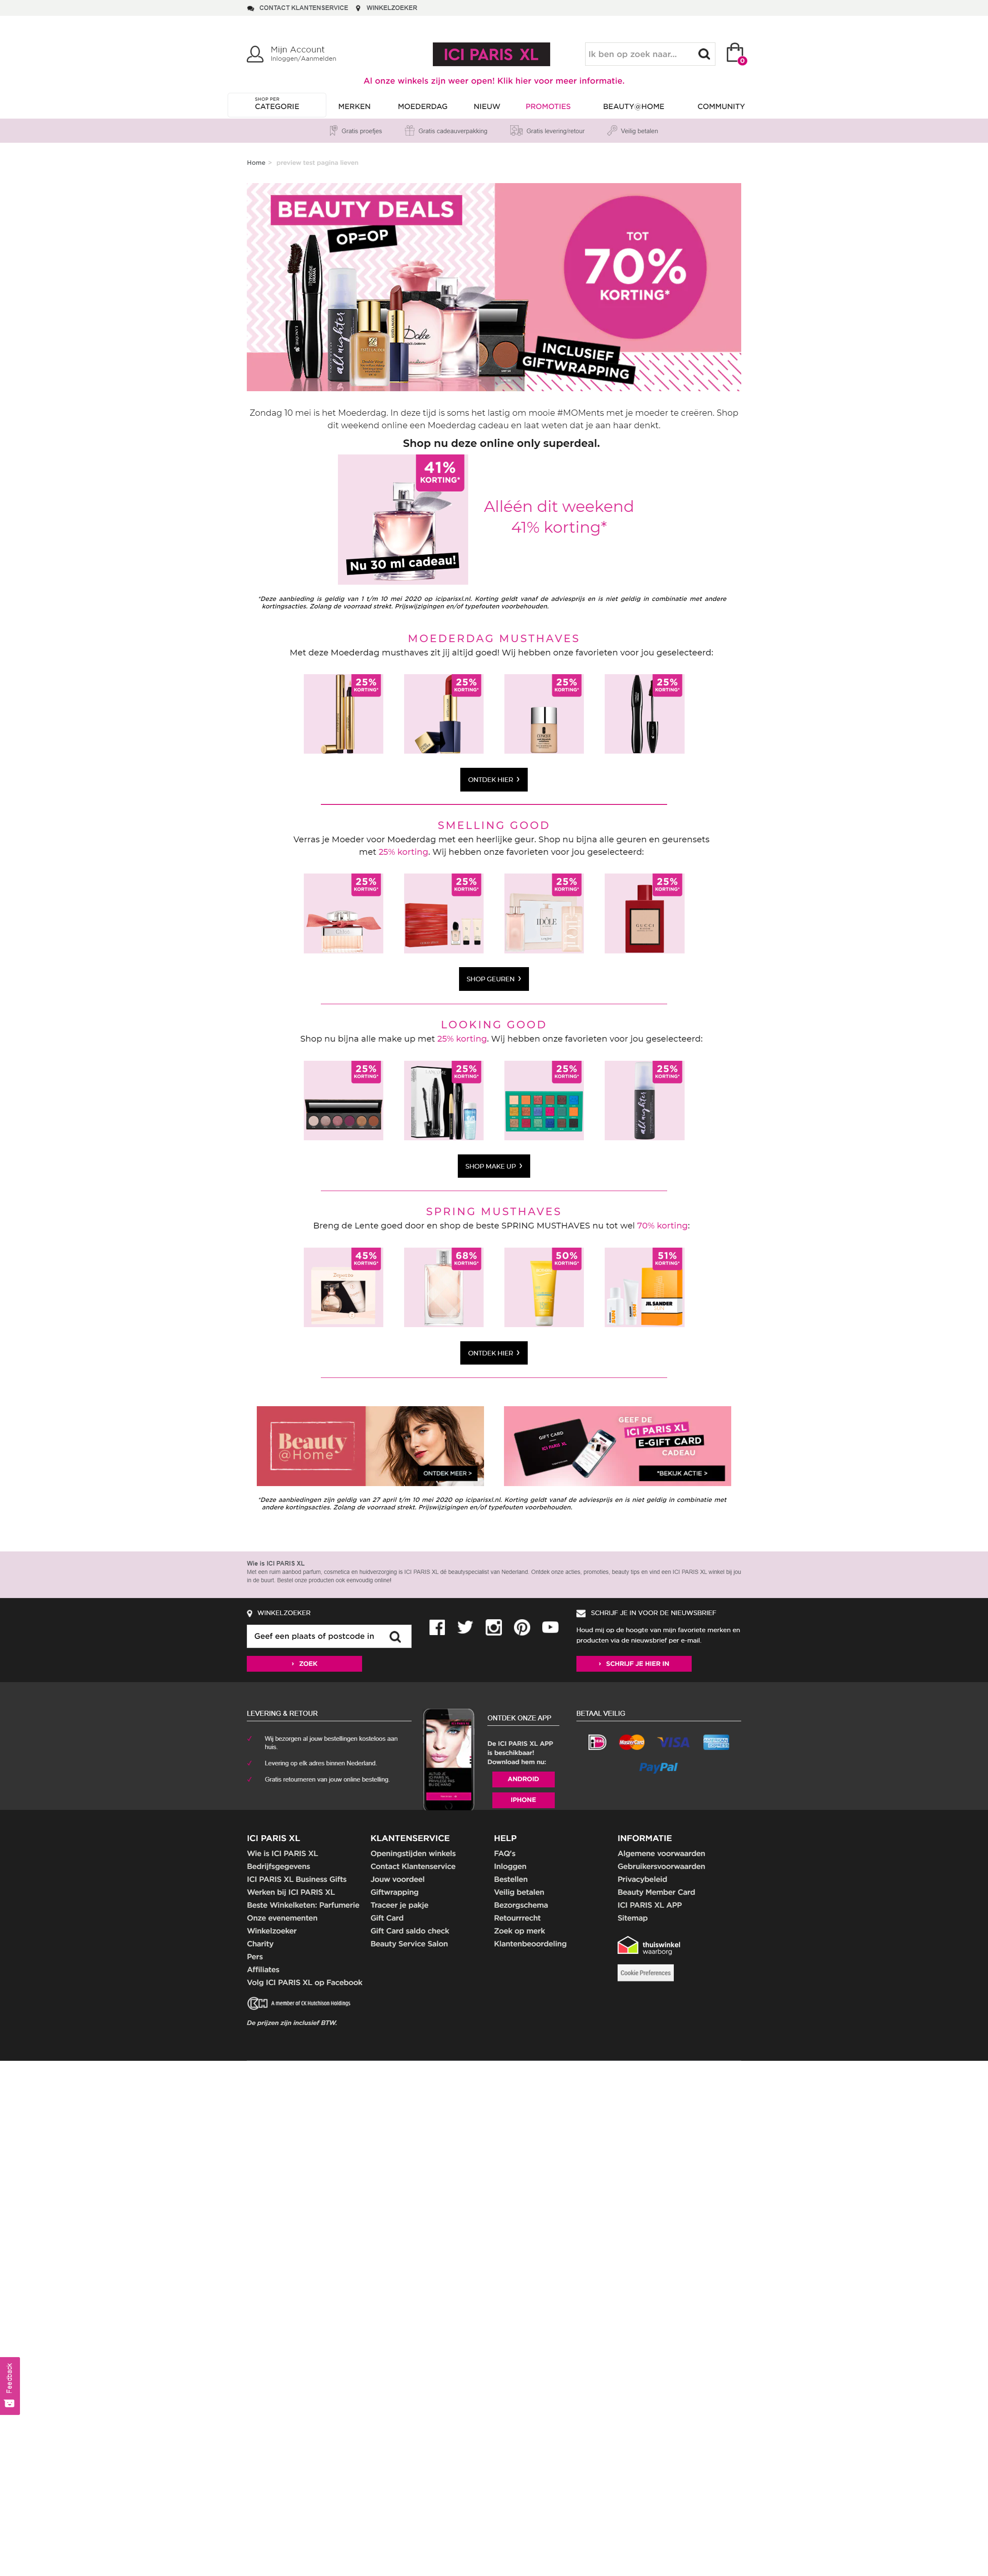 CONTACT KLANTENSERVICE WINKELZOEKER
Mijn Account
Inloggen/Aanmelden
ICI PARIS XL
Ik ben op zoek naar...
0
Al onze winkels zijn weer open! Klik hier voor meer informatie.
SHOP PER
CATEGORIE
MERKEN
MOEDERDAG
NIEUW
PROMOTIES
BEAUTY@HOME
COMMUNITY
Gratis proefjes
Gratis cadeauverpakking
Gratis levering/retour
Veilig betalen
Home > preview test pagina lieven
BEAUTY DEALS
OP=OP
TOT
70%
KORTING*
all nighter
Dolce
INCLUSIEF
GIFTWRAPPING
Zondag 10 mei is het Moederdag. In deze tijd is soms het lastig om mooie #MOMents met je moeder te creëren. Shop
dit weekend online een Moederdag cadeau en laat weten dat je aan haar denkt.
Shop nu deze online only superdeal.
41%
KORTING*
Nu 30 ml cadeau!
Alléén dit weekend
41% korting*
*Deze aanbieding is geldig van 1 t/m 10 mei 2020 op iciparisxl.nl. Korting geldt vanaf de adviesprijs en is niet geldig in combinatie met andere
kortingsacties. Zolang de voorraad strekt. Prijswijzigingen en/of typefouten voorbehouden.
MOEDERDAG MUSTHAVES
Met deze Moederdag musthaves zit jij altijd goed! Wij hebben onze favorieten voor jou geselecteerd:
25%
KORTING*
25%
KORTING*
25%
KORTING*
25%
KORTING*
ONTDEK HIER
SMELLING GOOD
Verras je Moeder voor Moederdag met een heerlijke geur. Shop nu bijna alle geuren en geurensets
met 25% korting. Wij hebben onze favorieten voor jou geselecteerd:
25%
KORTING*
25%
KORTING*
25%
KORTING*
25%
KORTING*
IDÔLE
GUCCI
SHOP GEUREN
LOOKING GOOD
Shop nu bijna alle make up met 25% korting. Wij hebben onze favorieten voor jou geselecteerd:
25%
KORTING*
25%
KORTING*
25%
KORTING*
25%
KORTING*
all nighter
SHOP MAKE UP
SPRING MUSTHAVES
Breng de Lente goed door en shop de beste SPRING MUSTHAVES nu tot wel 70% korting:
45%
KORTING*
68%
KORTING*
50%
KORTING*
51%
KORTING*
JIL SANDER
ONTDEK HIER
Beauty
@Home
ONTDEK MEER >
GIFT CARD
ICI PARIS XL
GEEF DE
ICI PARIS XL
E-GIFT CARD
CADEAU
*BEKIJK ACTIE >
*Deze aanbiedingen zijn geldig van 27 april t/m 10 mei 2020 op iciparisxl.nl. Korting geldt vanaf de adviesprijs en is niet geldig in combinatie met
andere kortingsacties. Zolang de voorraad strekt. Prijswijzigingen en/of typefouten voorbehouden.
Wie is ICI PARIS XL
Met een ruim aanbod parfum, cosmetica en huidverzorging is ICI PARIS XL dé beautyspecialist van Nederland. Ontdek onze acties, promoties, beauty tips en vind een ICI PARIS XL winkel bij jou
in de buurt. Bestel onze producten ook eenvoudig online!
WINKELZOEKER
Geef een plaats of postcode in
› ZOEK
SCHRIJF JE IN VOOR DE NIEUWSBRIEF
Houd mij op de hoogte van mijn favoriete merken en
producten via de nieuwsbrief per e-mail.
› SCHRIJF JE HIER IN
LEVERING & RETOUR
Wij bezorgen al jouw bestellingen kosteloos aan
huis.
Levering op elk adres binnen Nederland.
Gratis retourneren van jouw online bestelling.
ONTDEK ONZE APP
De ICI PARIS XL APP
is beschikbaar!
Download hem nu:
ANDROID
IPHONE
BETAAL VEILIG
MasterCard
VISA
PayPal
ICI PARIS XL
Wie is ICI PARIS XL
Bedrijfsgegevens
ICI PARIS XL Business Gifts
Werken bij ICI PARIS XL
Beste Winkelketen: Parfumerie
Onze evenementen
Winkelzoeker
Charity
Pers
Affiliates
Volg ICI PARIS XL op Facebook
KLANTENSERVICE
Openingstijden winkels
Contact Klantenservice
Jouw voordeel
Giftwrapping
Traceer je pakje
Gift Card
Gift Card saldo check
Beauty Service Salon
HELP
FAQ's
Inloggen
Bestellen
Veilig betalen
Bezorgschema
Retourrrecht
Zoek op merk
Klantenbeoordeling
INFORMATIE
Algemene voorwaarden
Gebruikersvoorwaarden
Privacybeleid
Beauty Member Card
ICI PARIS XL APP
Sitemap
thuiswinkel
waarborg
Cookie Preferences
A member of CK Hutchison Holdings
De prijzen zijn inclusief BTW.
Feedback